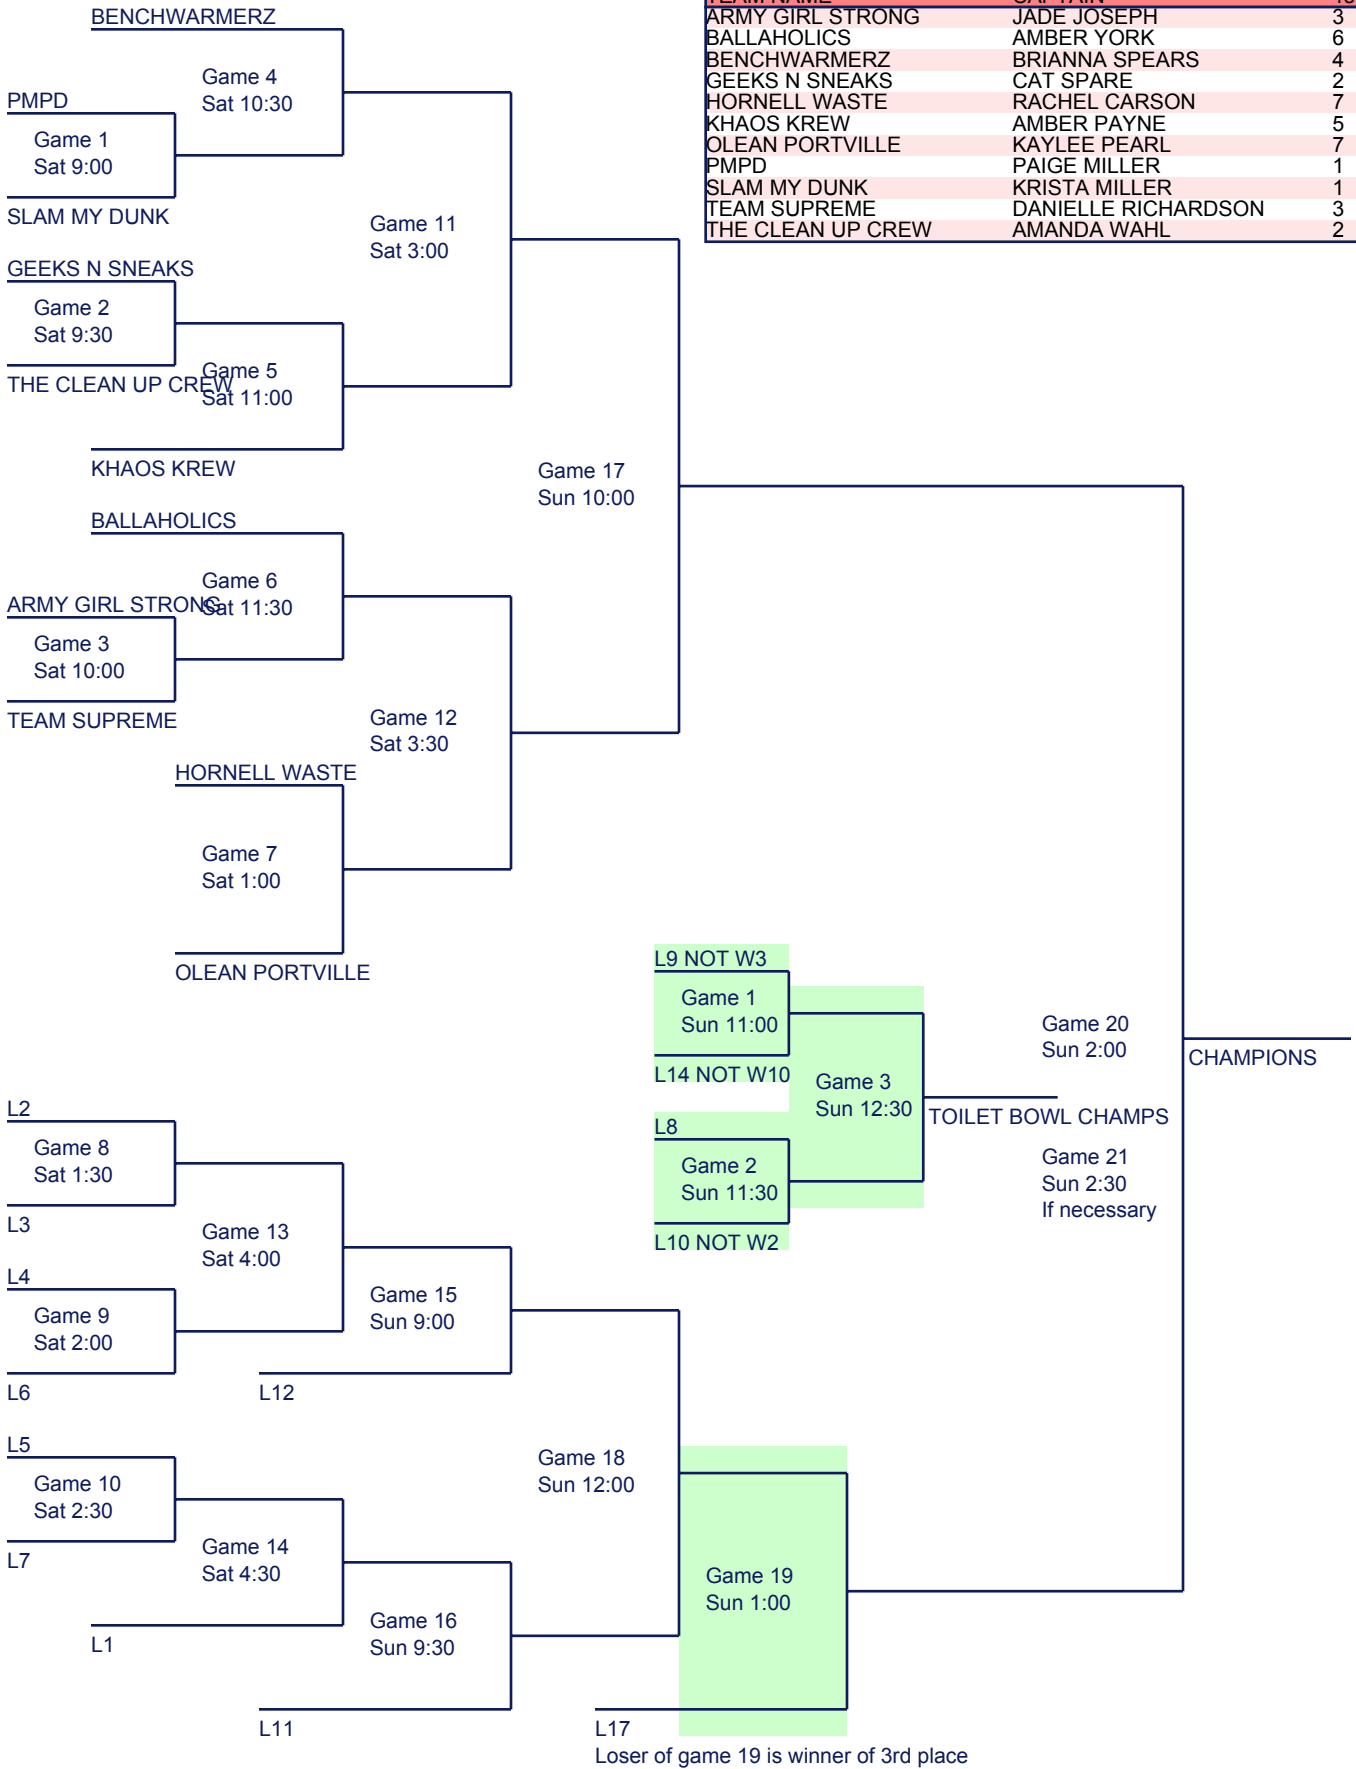 BENCHWARMERZ
Game 4
Sat 10:30
PMPD
Game 1
Sat 9:00
SLAM MY DUNK
GEEKS N SNEAKS
Game 2
Sat 9:30
THE CLEAN UP CREW
Game 5
Sat 11:00
KHAOS KREW
Game 11
Sat 3:00
BALLAHOLICS
Game 6
Sat 11:30
ARMY GIRL STRONG
Game 3
Sat 10:00
TEAM SUPREME
Game 12
Sat 3:30
HORNELL WASTE
Game 7
Sat 1:00
OLEAN PORTVILLE
Game 17
Sun 10:00
TEAM NAME CAPTAIN
ARMY GIRL STRONG JADE JOSEPH 3
BALLAHOLICS AMBER YORK 6
BENCHWARMERZ BRIANNA SPEARS 4
GEEKS N SNEAKS CAT SPARE 2
HORNELL WASTE RACHEL CARSON 7
KHAOS KREW AMBER PAYNE 5
OLEAN PORTVILLE KAYLEE PEARL 7
PMPD PAIGE MILLER 1
SLAM MY DUNK KRISTA MILLER 1
TEAM SUPREME DANIELLE RICHARDSON 3
THE CLEAN UP CREW AMANDA WAHL 2
L9 NOT W3
Game 1
Sun 11:00
L14 NOT W10
Game 3
Sun 12:30
L8
Game 2
Sun 11:30
L10 NOT W2
TOILET BOWL CHAMPS
Game 20
Sun 2:00
CHAMPIONS
Game 21
Sun 2:30
If necessary
L2
Game 8
Sat 1:30
L3
Game 13
Sat 4:00
L4
Game 9
Sat 2:00
L6
Game 15
Sun 9:00
L12
L5
Game 10
Sat 2:30
L7
Game 14
Sat 4:30
L1
Game 16
Sun 9:30
L11
Game 18
Sun 12:00
Game 19
Sun 1:00
L17
Loser of game 19 is winner of 3rd place